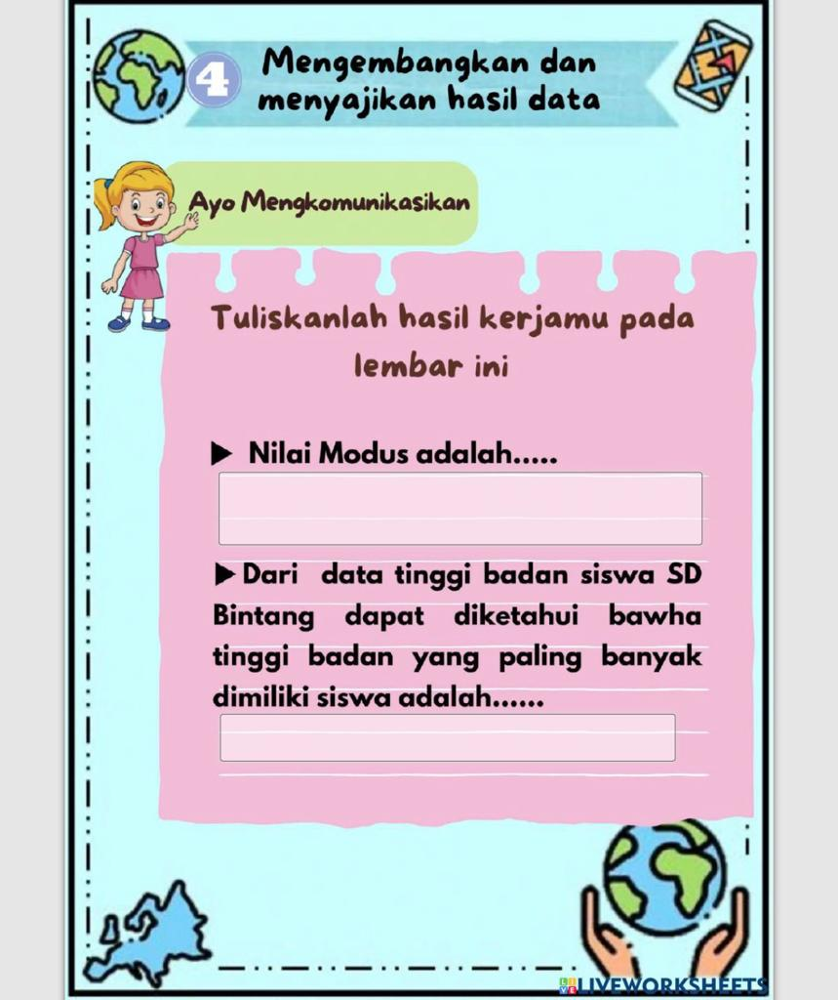 4
Mengembangkan dan
menyajikan hasil data
Ayo Mengkomunikasikan
Tuliskanlah hasil kerjamu pada
lembar ini
▶ Nilai Modus adalah.....
▶Dari data tinggi badan siswa SD
Bintang dapat diketahui bawha
tinggi badan yang paling banyak
dimiliki siswa adalah......
LIVE LIVEWORKSHEETS